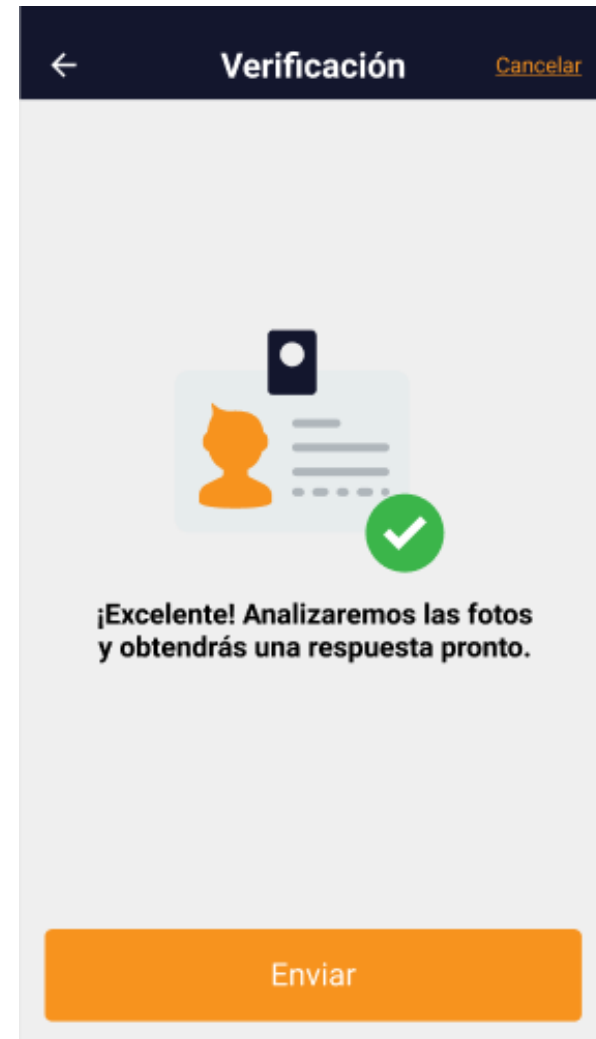 Verificación
Cancelar
¡Excelente! Analizaremos las fotos
y obtendrás una respuesta pronto.
Enviar